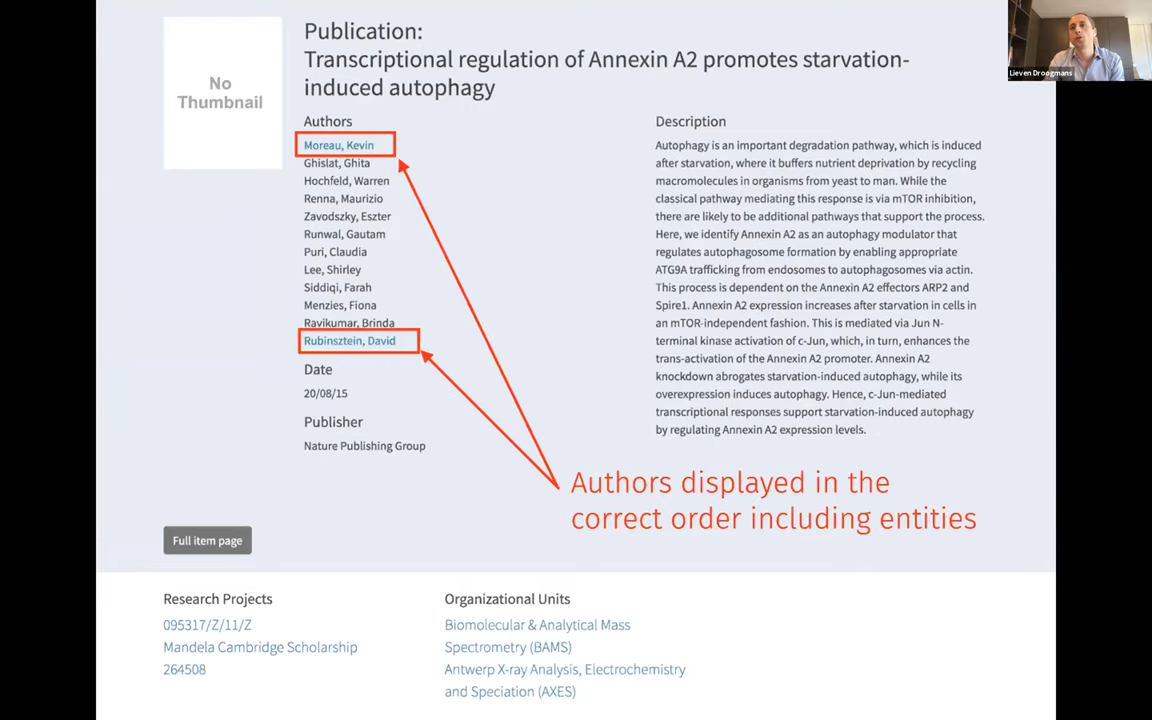 No
Thumbnail
Publication:
Transcriptional regulation of Annexin A2 promotes starvation-
induced autophagy
Authors
Moreau, Kevin
Ghislat, Ghita
Hochfeld, Warren
Renna, Maurizio
Zavodszky, Eszter
Runwal, Gautam
Puri, Claudia
Lee, Shirley
Siddiqi, Farah
Menzies, Fiona
Ravikumar, Brinda
Rubinsztein, David
Date
20/08/15
Publisher
Nature Publishing Group
Description
Autophagy is an important degradation pathway, which is induced
after starvation, where it buffers nutrient deprivation by recycling
macromolecules in organisms from yeast to man. While the
classical pathway mediating this response is via mTOR inhibition,
there are likely to be additional pathways that support the process.
Here, we identify Annexin A2 as an autophagy modulator that
regulates autophagosome formation by enabling appropriate
ATG9A trafficking from endosomes to autophagosomes via actin.
This process is dependent on the Annexin A2 effectors ARP2 and
Spire1. Annexin A2 expression increases after starvation in cells in
an mTOR-independent fashion. This is mediated via Jun N-
terminal kinase activation of c-Jun, which, in turn, enhances the
trans-activation of the Annexin A2 promoter. Annexin A2
knockdown abrogates starvation-induced autophagy, while its
overexpression induces autophagy. Hence, c-Jun-mediated
transcriptional responses support starvation-induced autophagy
by regulating Annexin A2 expression levels.
Lieven Droogmans
Authors displayed in the
correct order including entities
Full item page
Research Projects
095317/Z/11/Z
Mandela Cambridge Scholarship
264508
Organizational Units
Biomolecular & Analytical Mass
Spectrometry (BAMS)
Antwerp X-ray Analysis, Electrochemistry
and Speciation (AXES)